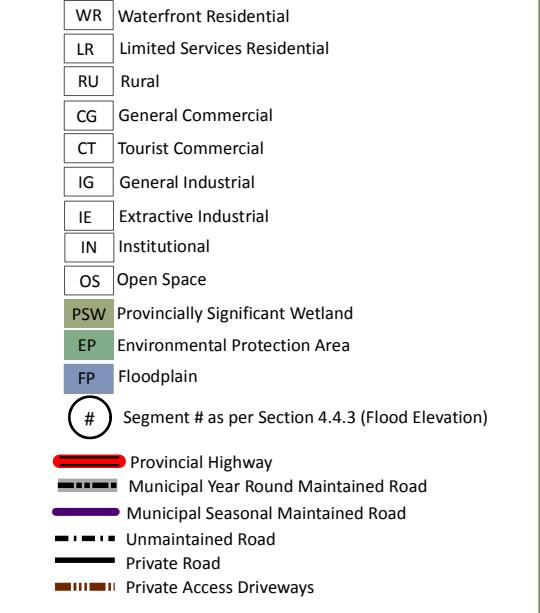 WR Waterfront Residential
LR Limited Services Residential
RU Rural
CG General Commercial
CT Tourist Commercial
IG General Industrial
IE Extractive Industrial
IN Institutional
OS Open Space
PSW Provincially Significant Wetland
EP Environmental Protection Area
FP Floodplain
# Segment # as per Section 4.4.3 (Flood Elevation)
Provincial Highway
Municipal Year Round Maintained Road
Municipal Seasonal Maintained Road
Unmaintained Road
Private Road
Private Access Driveways